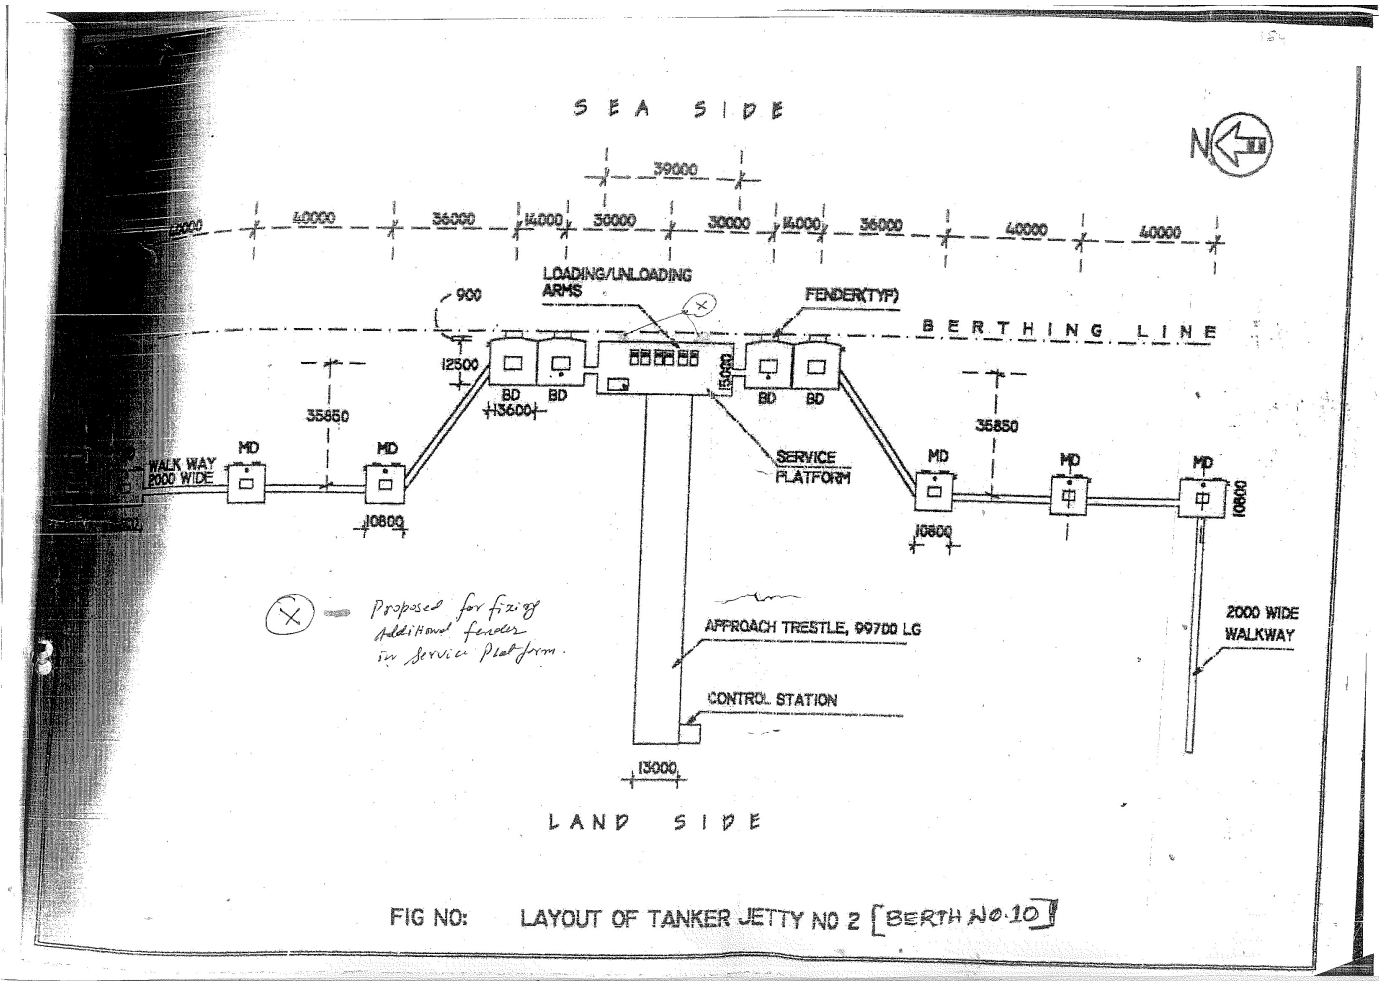 SEA SIDE
N
39000
40000 36000 14000 30000 30000 14000 36000 40000 40000
LOADING/UNLOADING
ARMS
900
FENDER(TYP)
BERTHING LINE
12500
15000
35850
BD BD BD BD
13600
35850
MD MD MD MD MD
WALK WAY
2000 WIDE
SERVICE
PLATFORM
10800
10800
10800
Proposed for fixing
Additional fender
in Service Platform.
2000 WIDE
WALKWAY
APPROACH TRESTLE, 99700 LG
CONTROL STATION
13000
LAND SIDE
FIG NO: LAYOUT OF TANKER JETTY NO 2 [BERTH NO.10]